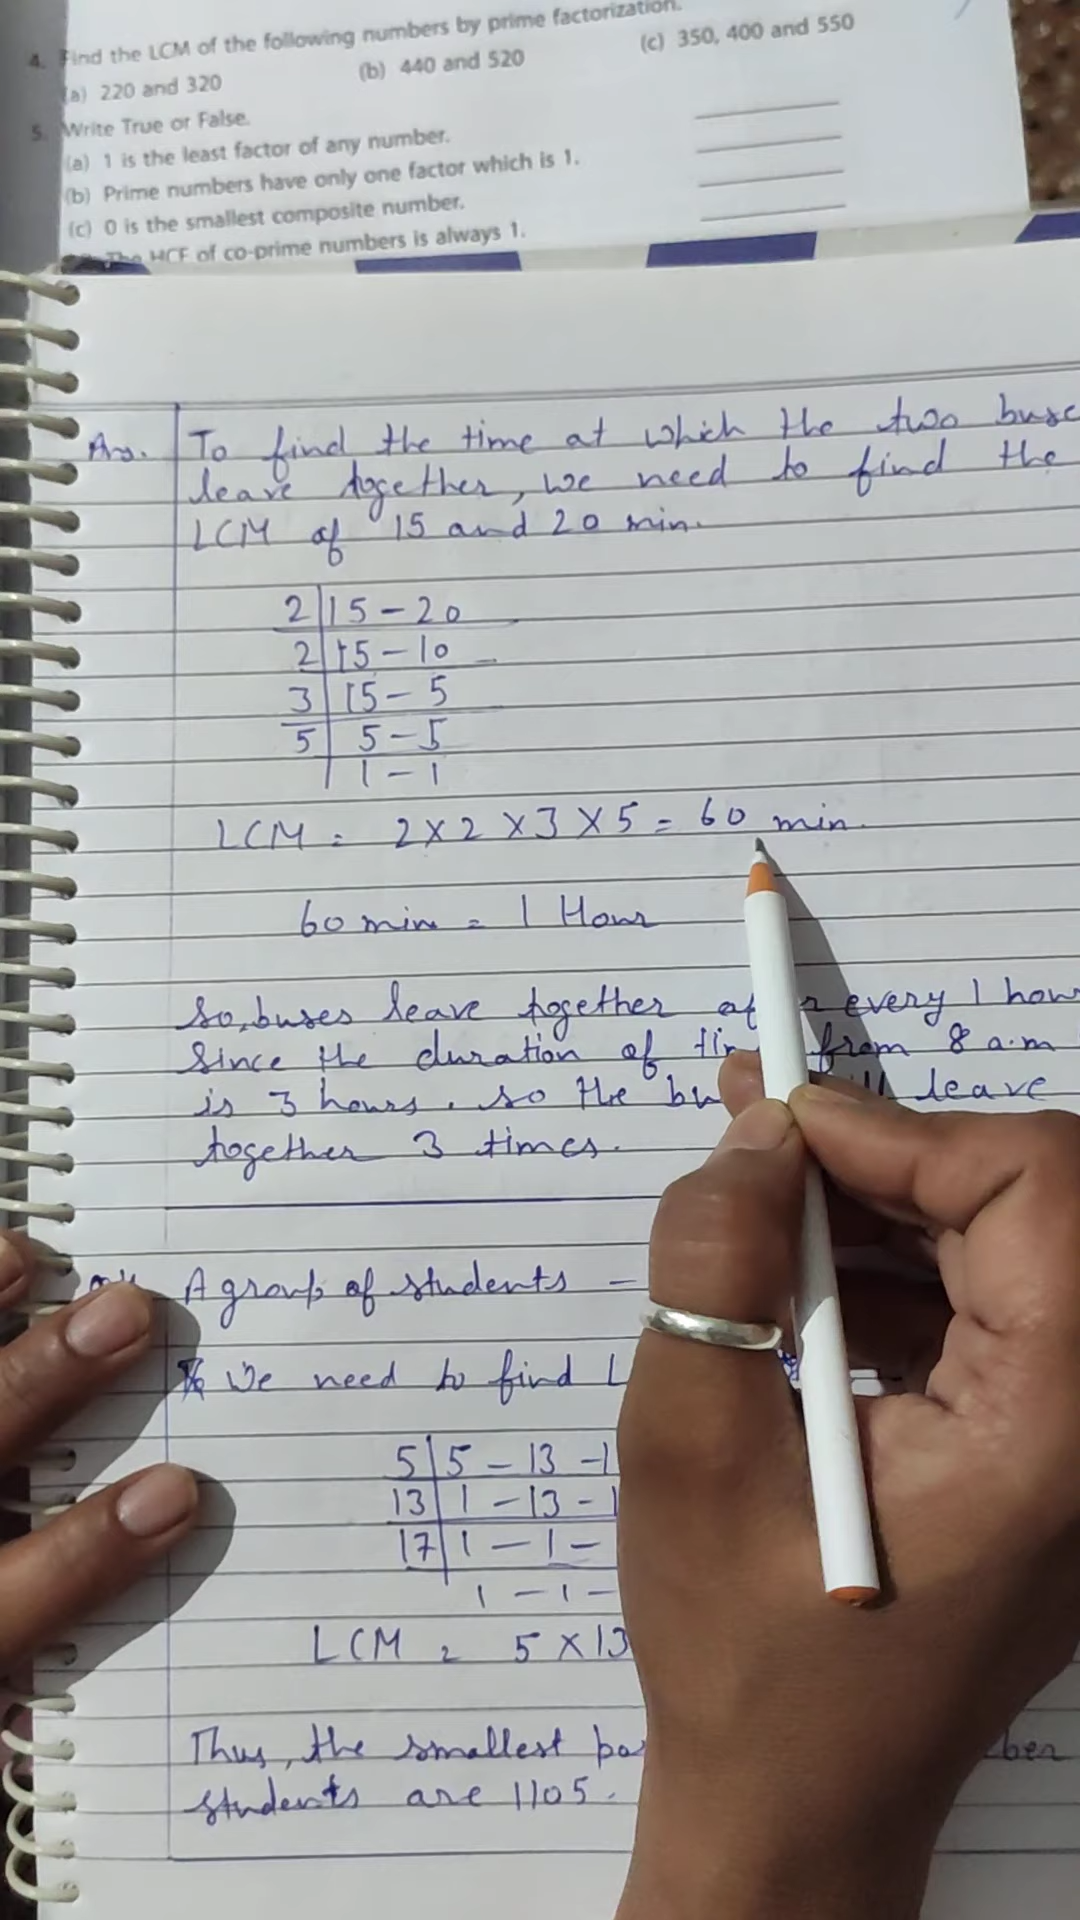 4. Find the LCM of the following numbers by prime factorization.
(a) 220 and 320 (b) 440 and 520 (c) 350, 400 and 550
5. Write True or False.
(a) 1 is the least factor of any number.
(b) Prime numbers have only one factor which is 1.
(c) 0 is the smallest composite number.
The HCF of co-prime numbers is always 1.
Ans. To find the time at which the two buse
leave together, we need to find the
LCM of 15 and 20 min.
2 | 15 - 20
2 | 15 - 10
3 | 15 - 5
5 | 5 - 5
| 1 - 1
LCM = 2 X 2 X 3 X 5 = 60 min.
60 min = 1 Hour
So, buses leave together every 1 hour
Since the duration of from 8 a.m
is 3 hours. so the leave
together 3 times.
A group of students -
We need to find L
5 | 5 - 13 - 1
13 | 1 - 13 - 1
17 | 1 - 1 -
1 - 1 -
LCM = 5 X 13
Thus, the smallest
students are 1105.